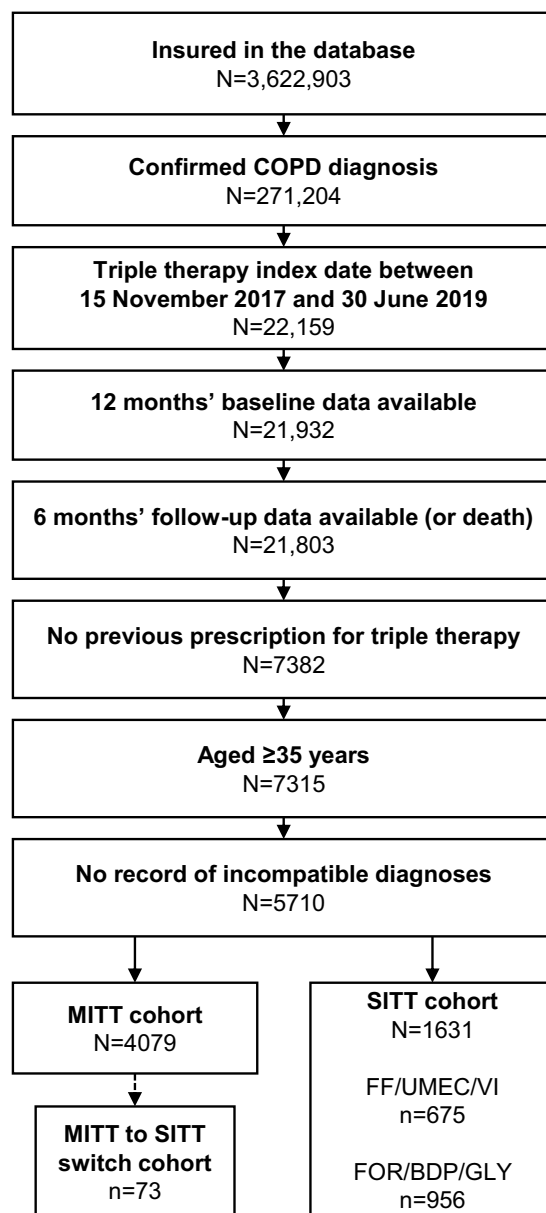 Insured in the database
N=3,622,903
Confirmed COPD diagnosis
N=271,204
Triple therapy index date between
15 November 2017 and 30 June 2019
N=22,159
12 months’ baseline data available
N=21,932
6 months’ follow-up data available (or death)
N=21,803
No previous prescription for triple therapy
N=7382
Aged ≥35 years
N=7315
No record of incompatible diagnoses
N=5710
MITT cohort
N=4079
MITT to SITT
switch cohort
n=73
SITT cohort
N=1631
FF/UMEC/VI
n=675
FOR/BDP/GLY
n=956